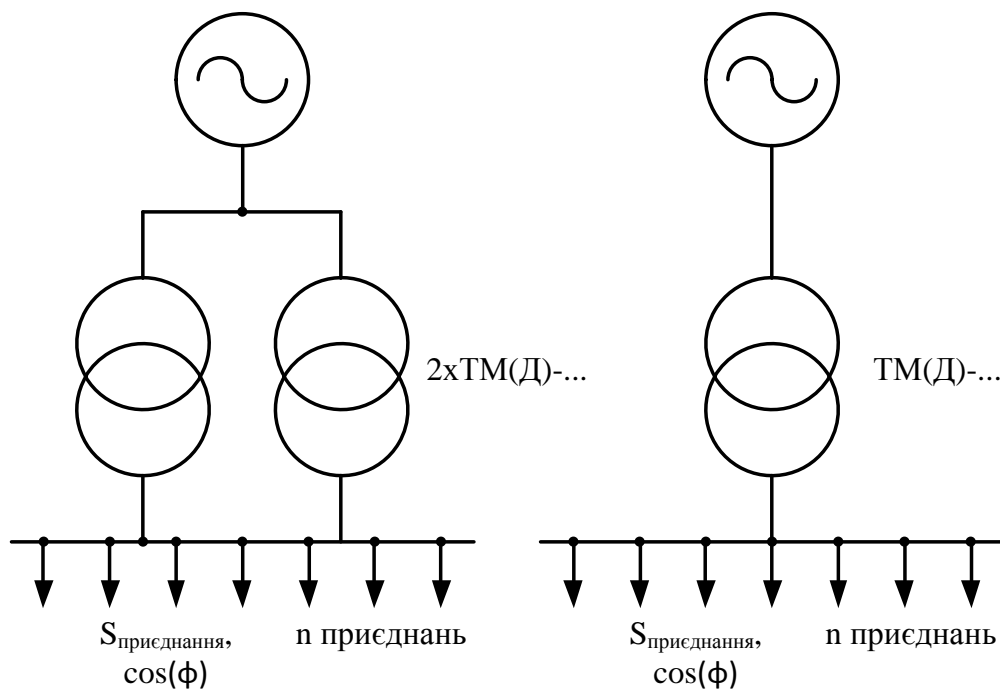 2хТМ(Д)-...
ТМ(Д)-...
Sприєднання,
cos(φ)
n приєднань
Sприєднання,
cos(φ)
n приєднань